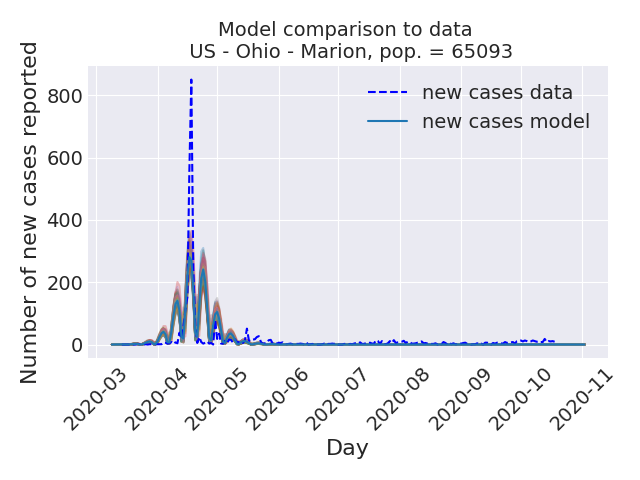 Model comparison to data
US - Ohio - Marion, pop. = 65093
Number of new cases reported
800
600
400
200
0
new cases data
new cases model
2020-03
2020-04
2020-05
2020-06
2020-07
2020-08
2020-09
2020-10
2020-11
Day